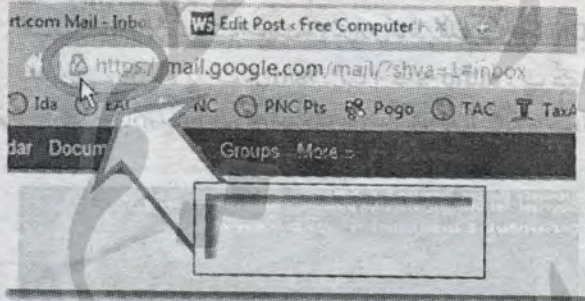 rt.com Mail - Inbo Edit Post ‹ Free Computer
https://mail.google.com/mail/?shva=1#inbox
Ida NC PNC Pts Pogo TAC TaxA
dar Docum Groups More »